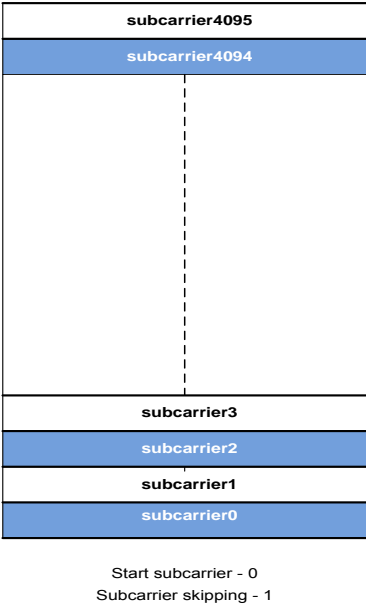 subcarrier4095
subcarrier4094
subcarrier3
subcarrier2
subcarrier1
subcarrier0
Start subcarrier - 0
Subcarrier skipping - 1